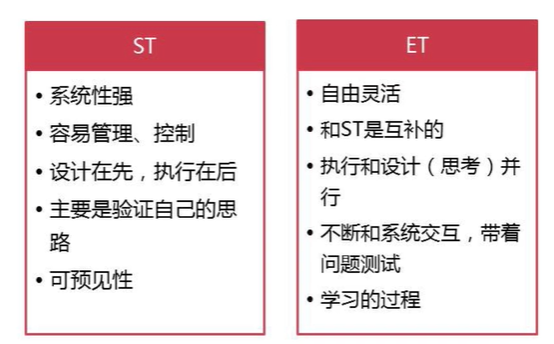 ST
• 系统性强
• 容易管理、控制
• 设计在先，执行在后
• 主要是验证自己的思
路
• 可预见性
ET
• 自由灵活
• 和ST是互补的
• 执行和设计（思考）并
行
• 不断和系统交互，带着
问题测试
• 学习的过程